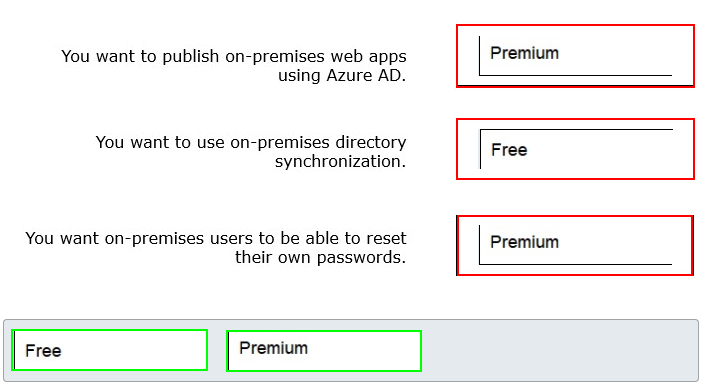 You want to publish on-premises web apps
using Azure AD.
Premium
You want to use on-premises directory
synchronization.
Free
You want on-premises users to be able to reset
their own passwords.
Premium
Free
Premium